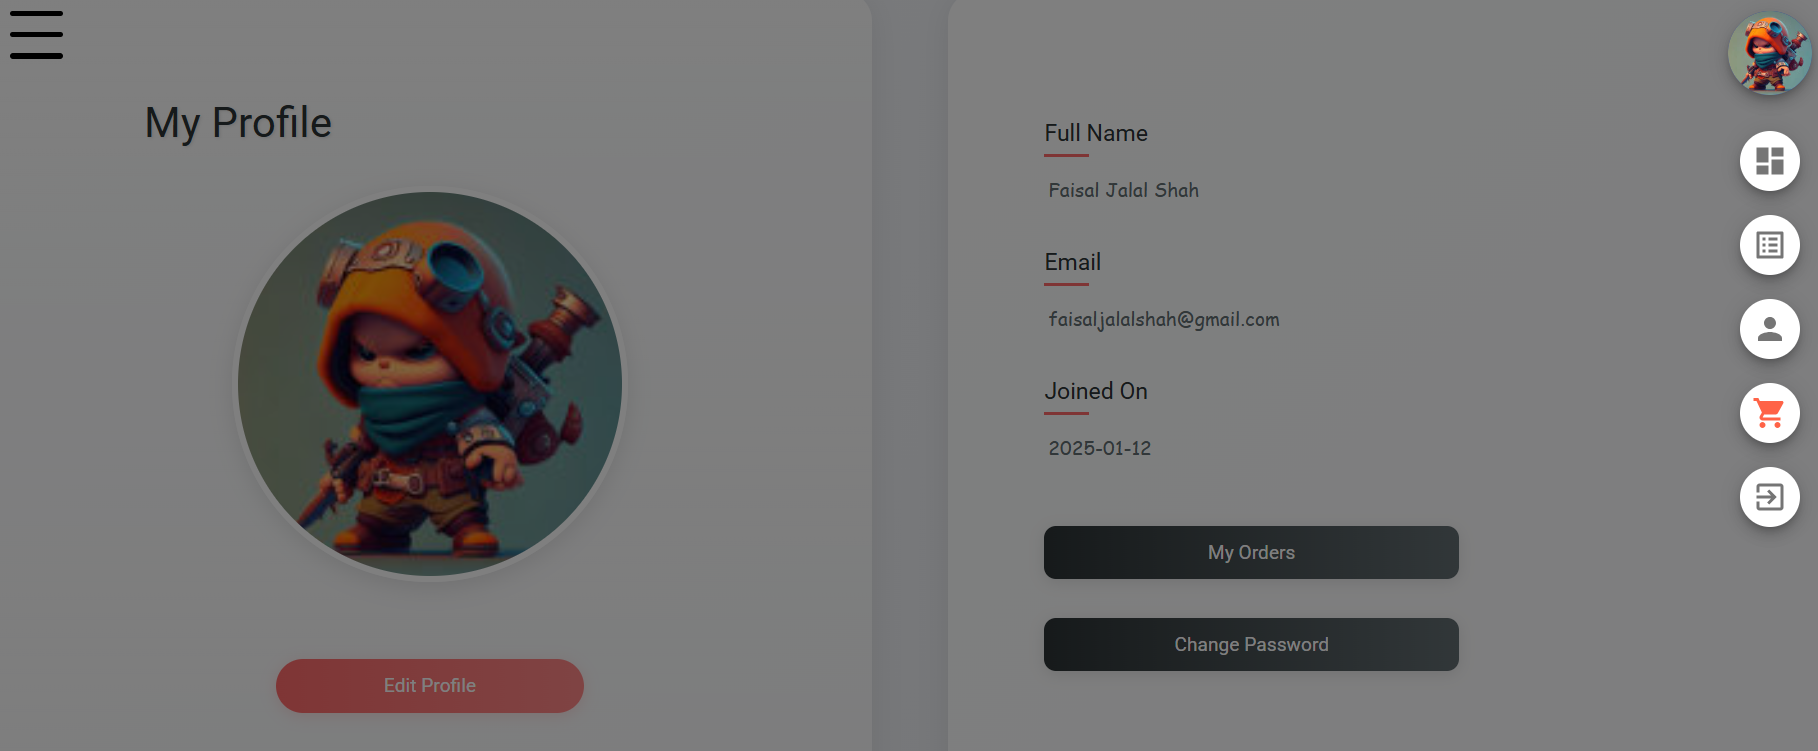 My Profile
Edit Profile
Full Name
Faisal Jalal Shah
Email
faisaljalalshah@gmail.com
Joined On
2025-01-12
My Orders
Change Password